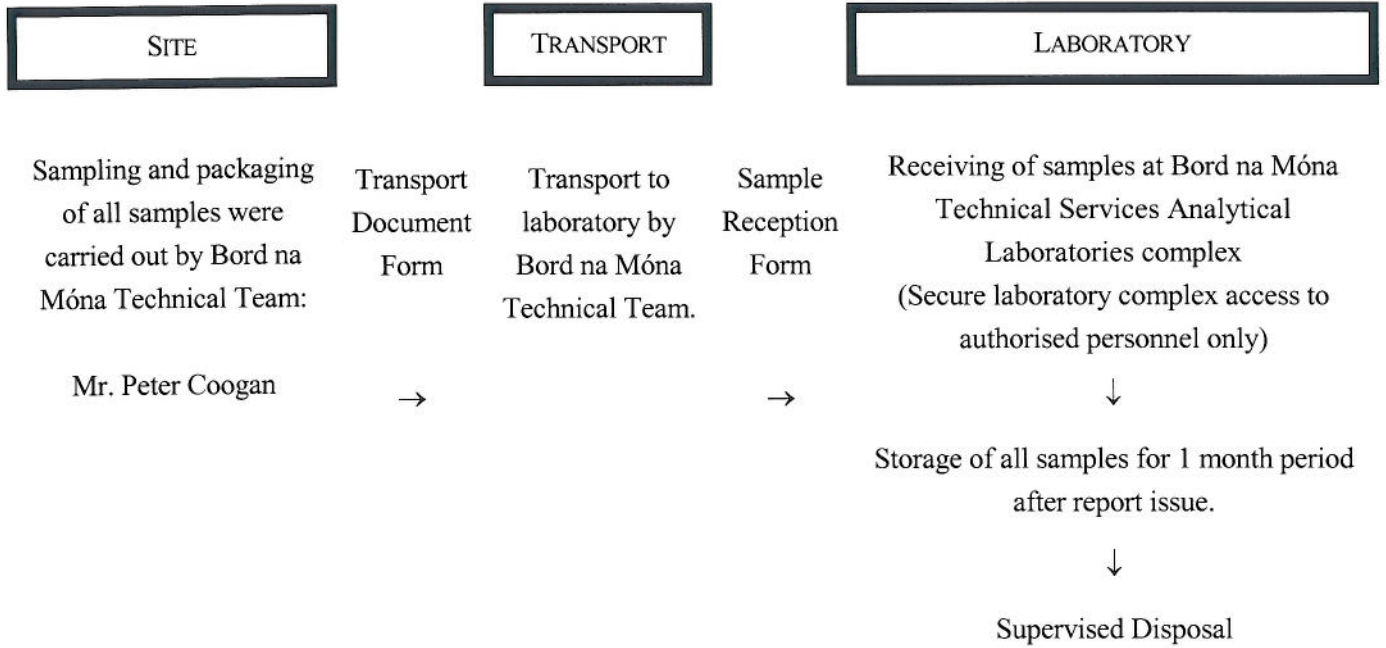 SITE
TRANSPORT
LABORATORY
Sampling and packaging
of all samples were
carried out by Bord na
Móna Technical Team:
Mr. Peter Coogan
Transport
Document
Form
→
Transport to
laboratory by
Bord na Móna
Technical Team.
Sample
Reception
Form
→
Receiving of samples at Bord na Móna
Technical Services Analytical
Laboratories complex
(Secure laboratory complex access to
authorised personnel only)
↓
Storage of all samples for 1 month period
after report issue.
↓
Supervised Disposal